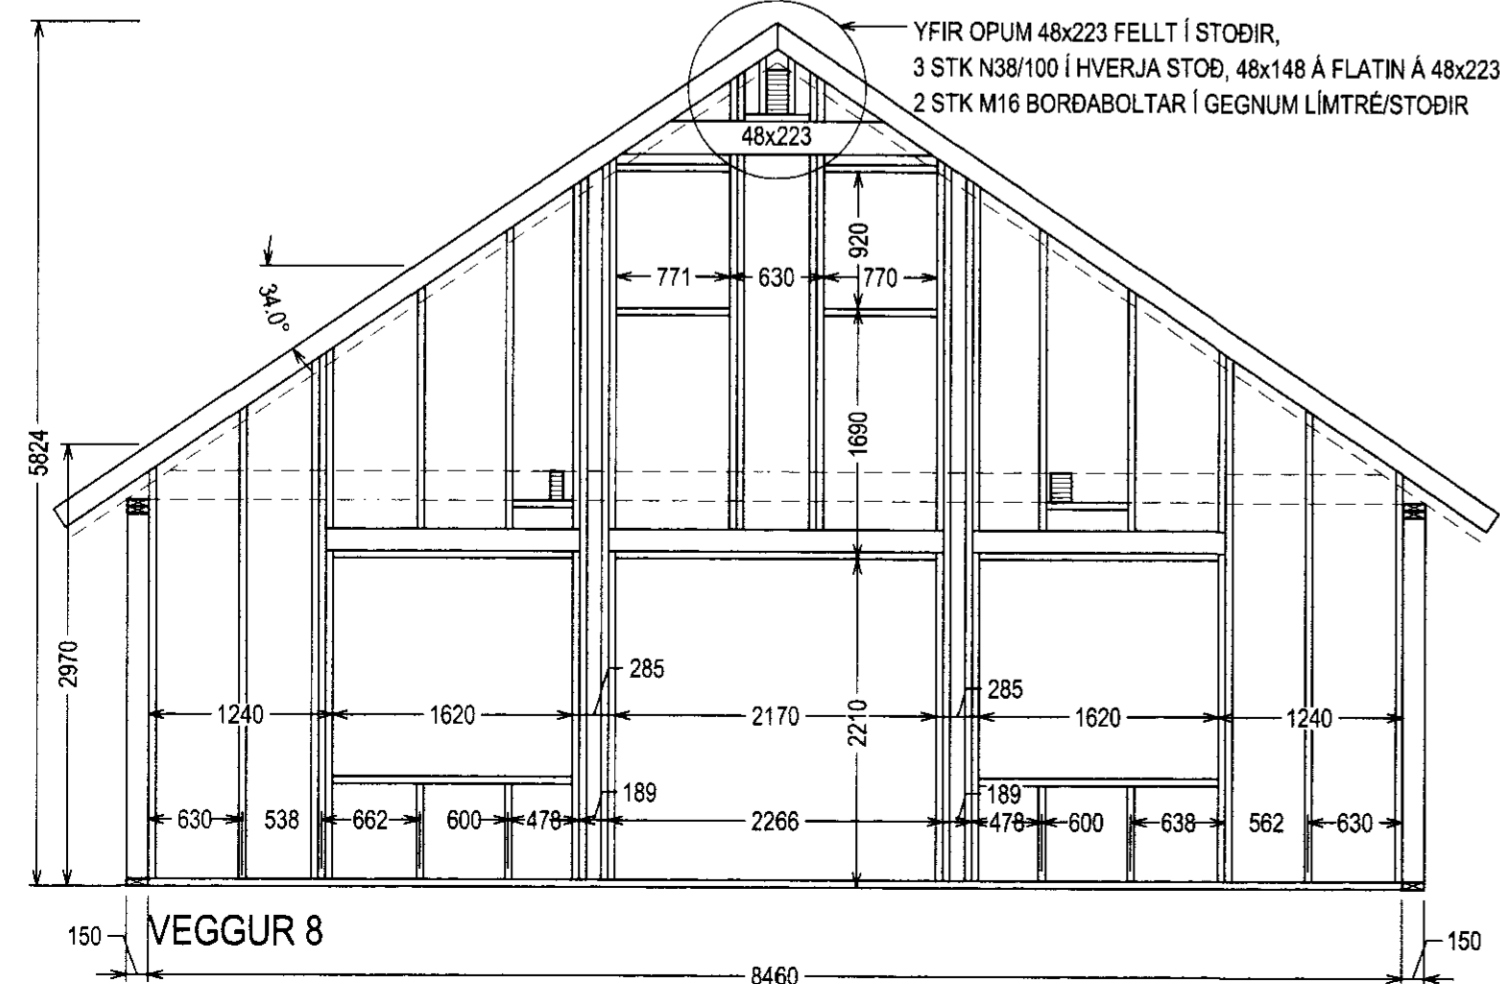 YFIR OPUM 48x223 FELLT Í STOÐIR,
3 STK N38/100 Í HVERJA STOÐ, 48x148 Á FLATIN Á 48x223
2 STK M16 BORÐABOLTAR Í GEGNUM LÍMTRÉ/STOÐIR
48x223
920
771 630 770
34.0°
5824
1690
2970
285
285
1240 1620 2170 2210 1620 1240
189
189
630 538 662 600 478 2266 478 600 638 562 630
VEGGUR 8
150
150
8460